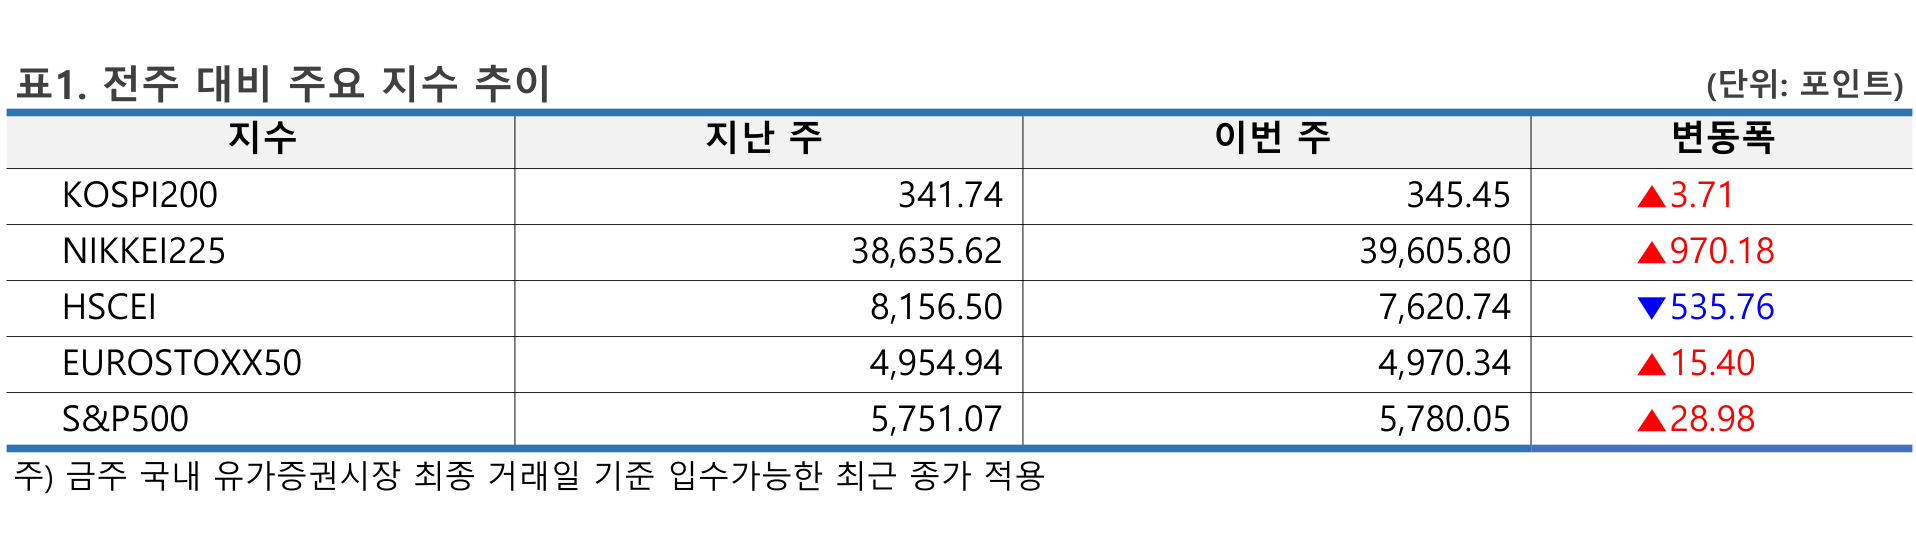 표1. 전주 대비 주요 지수 추이 (단위: 포인트)
지수 지난 주 이번 주 변동폭
KOSPI200 341.74 345.45 ▲3.71
NIKKEI225 38,635.62 39,605.80 ▲970.18
HSCEI 8,156.50 7,620.74 ▼535.76
EUROSTOXX50 4,954.94 4,970.34 ▲15.40
S&P500 5,751.07 5,780.05 ▲28.98
주) 금주 국내 유가증권시장 최종 거래일 기준 입수가능한 최근 종가 적용